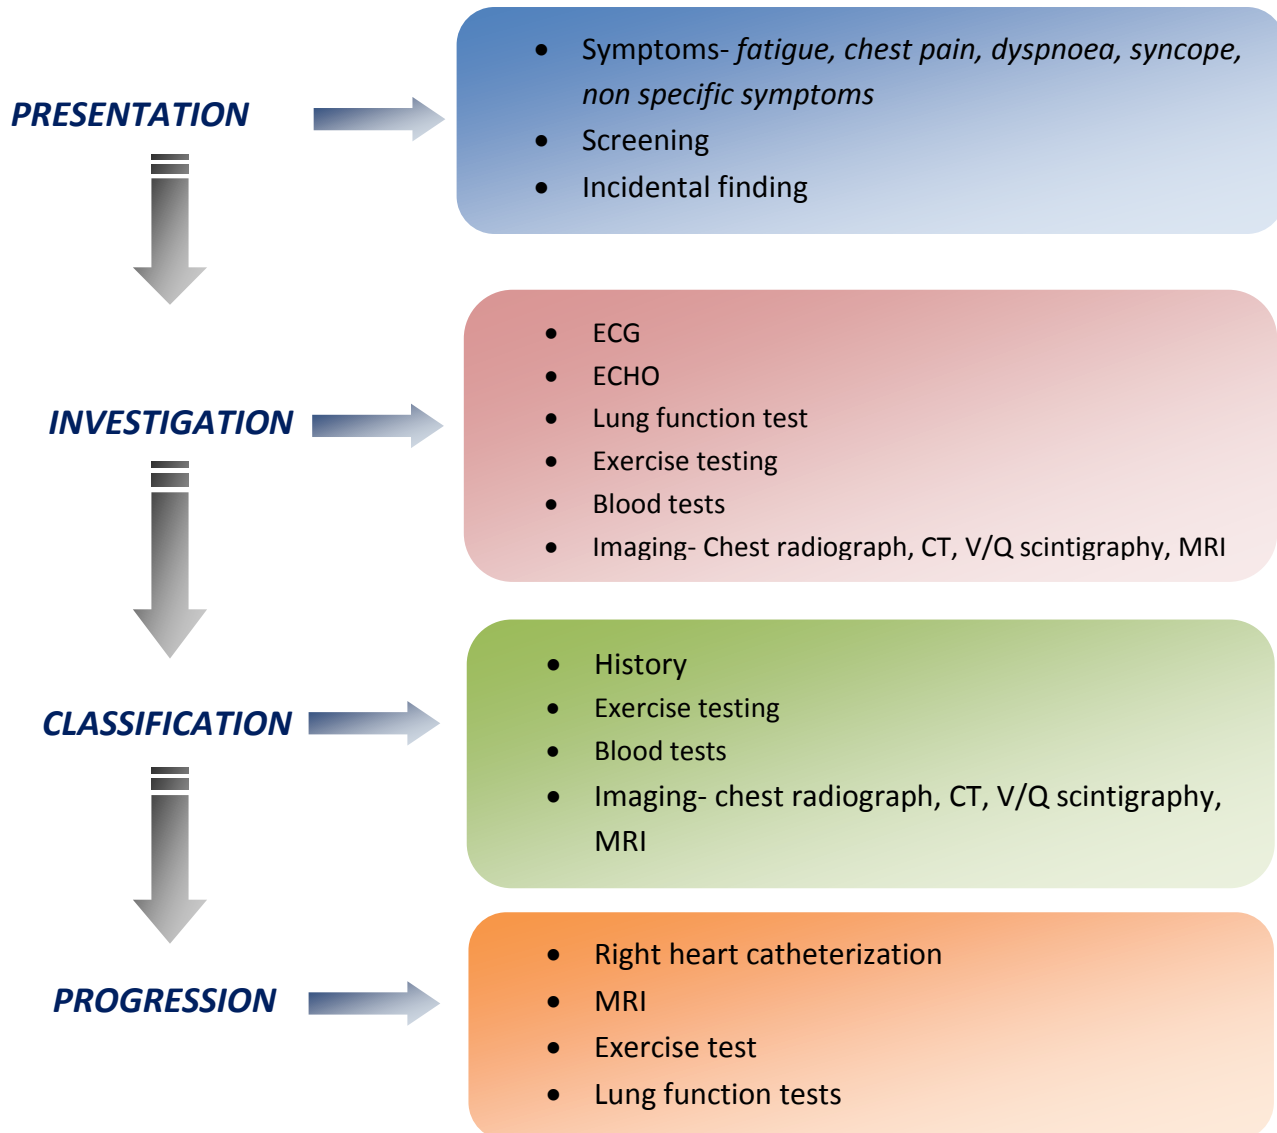 PRESENTATION
• Symptoms- fatigue, chest pain, dyspnoea, syncope,
non specific symptoms
• Screening
• Incidental finding
INVESTIGATION
• ECG
• ECHO
• Lung function test
• Exercise testing
• Blood tests
• Imaging- Chest radiograph, CT, V/Q scintigraphy, MRI
CLASSIFICATION
• History
• Exercise testing
• Blood tests
• Imaging- chest radiograph, CT, V/Q scintigraphy,
MRI
PROGRESSION
• Right heart catheterization
• MRI
• Exercise test
• Lung function tests